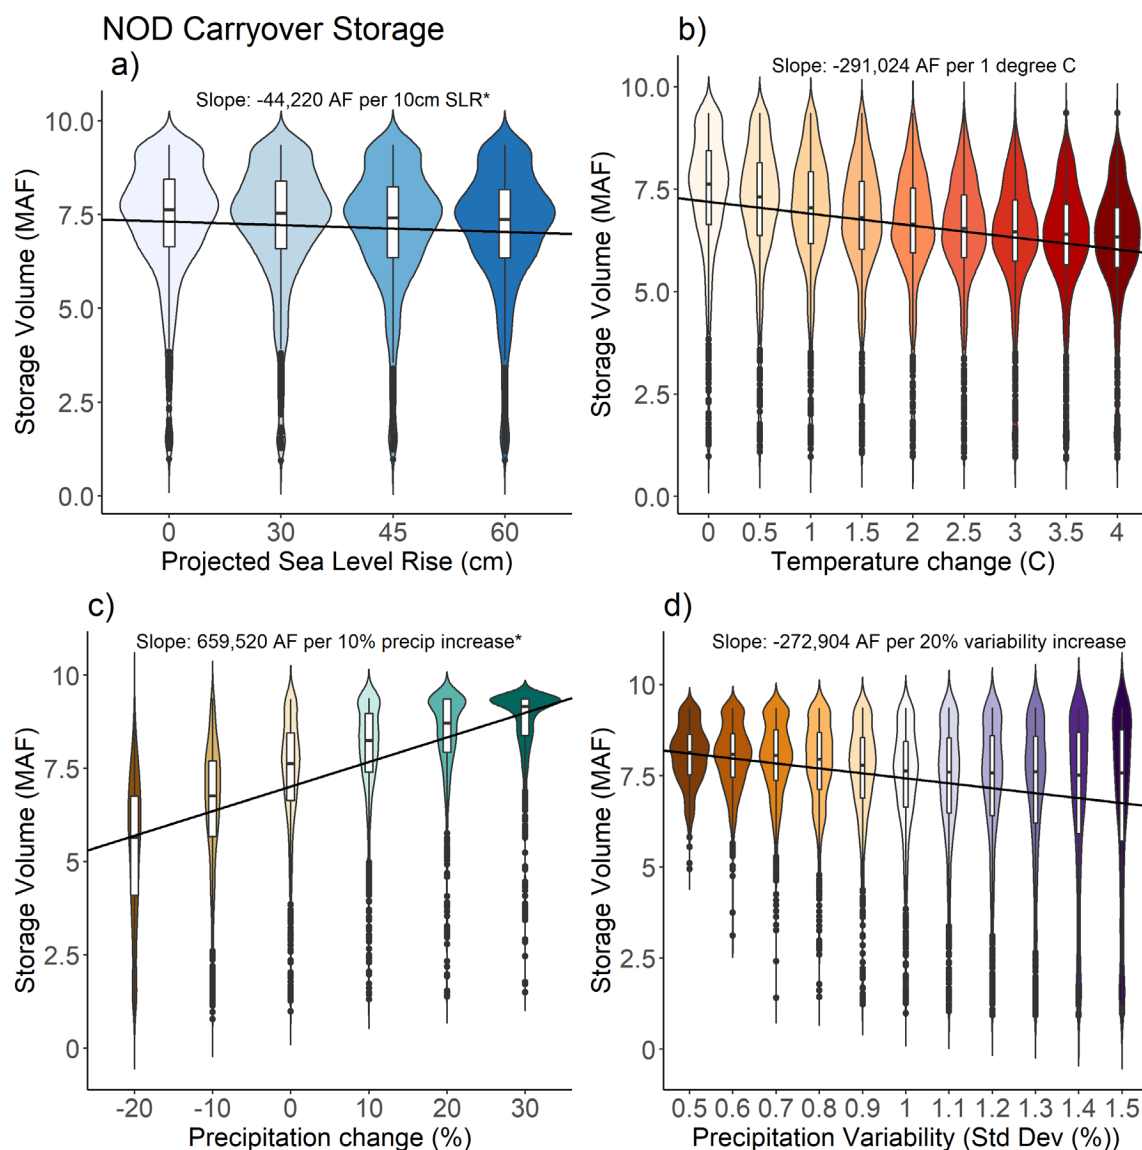 NOD Carryover Storage
a)
Slope: -44,220 AF per 10cm SLR*
Storage Volume (MAF)
10.0
7.5
5.0
2.5
0.0
0 30 45 60
Projected Sea Level Rise (cm)
b)
Slope: -291,024 AF per 1 degree C
Storage Volume (MAF)
10.0
7.5
5.0
2.5
0.0
0 0.5 1 1.5 2 2.5 3 3.5 4
Temperature change (C)
c)
Slope: 659,520 AF per 10% precip increase*
Storage Volume (MAF)
10
7.5
5
2.5
0
-20 -10 0 10 20 30
Precipitation change (%)
d)
Slope: -272,904 AF per 20% variability increase
Storage Volume (MAF)
10
7.5
5
2.5
0
0.5 0.6 0.7 0.8 0.9 1 1.1 1.2 1.3 1.4 1.5
Precipitation Variability (Std Dev (%))